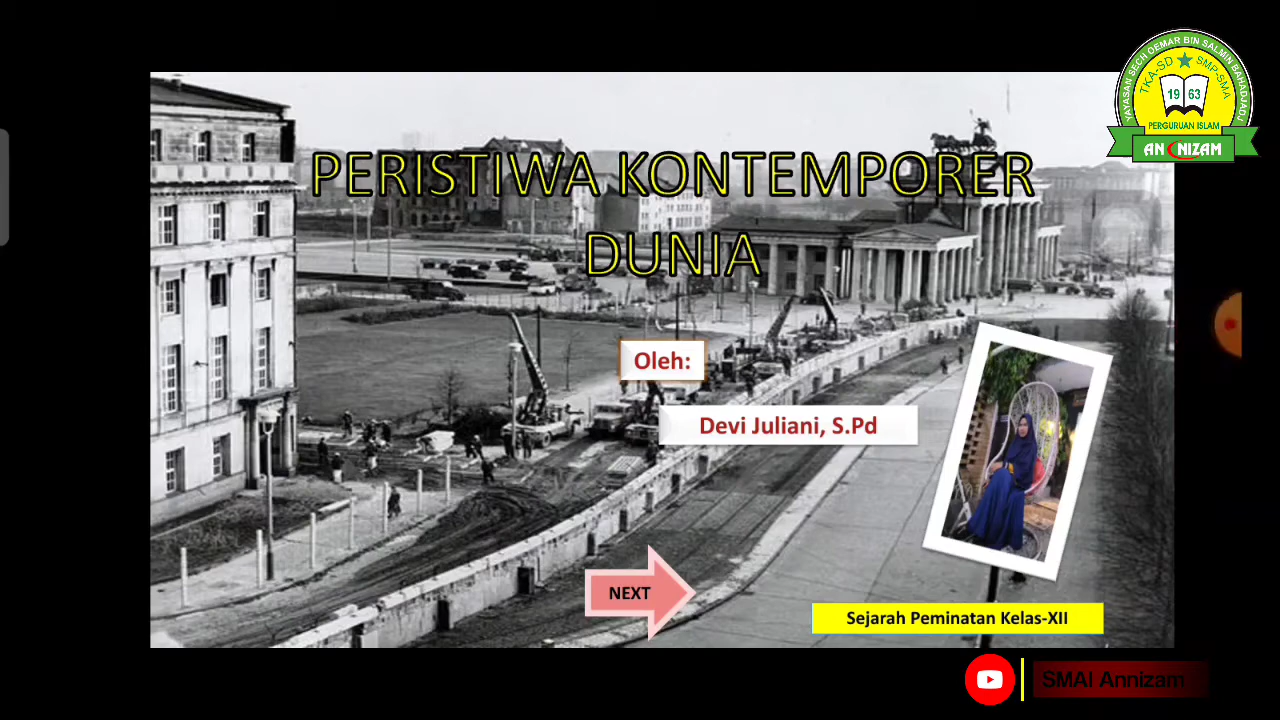 PERISTIWA KONTEMPORER
DUNIA
Oleh:
Devi Juliani, S.Pd
NEXT
Sejarah Peminatan Kelas-XII
YAYASAN SECH OEMAR BIN SALMIN BAHADJADJ
TKA-SD SMP-SMA
19 63
PERGURUAN ISLAM
AN NIZAM
SMAI Annizam